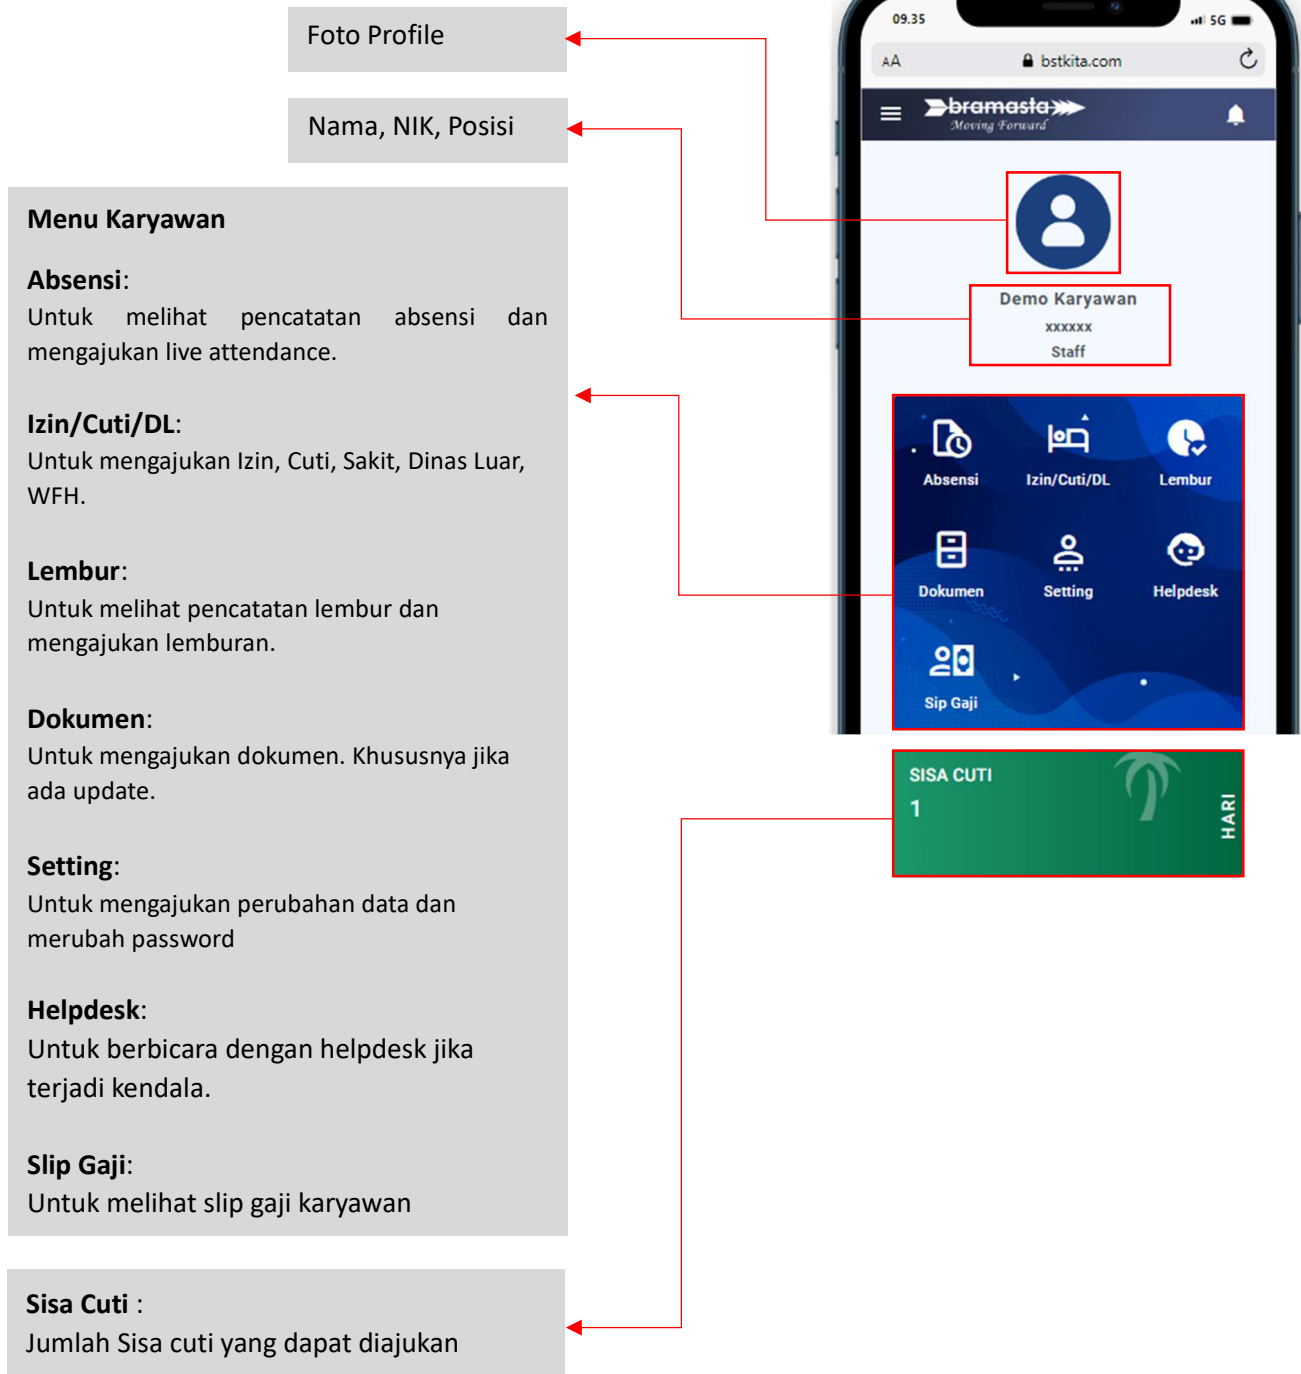 Foto Profile
Nama, NIK, Posisi
Menu Karyawan
Absensi:
Untuk melihat pencatatan absensi dan
mengajukan live attendance.
Izin/Cuti/DL:
Untuk mengajukan Izin, Cuti, Sakit, Dinas Luar,
WFH.
Lembur:
Untuk melihat pencatatan lembur dan
mengajukan lemburan.
Dokumen:
Untuk mengajukan dokumen. Khususnya jika
ada update.
Setting:
Untuk mengajukan perubahan data dan
merubah password
Helpdesk:
Untuk berbicara dengan helpdesk jika
terjadi kendala.
Slip Gaji:
Untuk melihat slip gaji karyawan
Sisa Cuti :
Jumlah Sisa cuti yang dapat diajukan
09.35 5G
AA bstkita.com
bramasta
Moving Forward
Demo Karyawan
xxxxxx
Staff
Absensi Izin/Cuti/DL Lembur
Dokumen Setting Helpdesk
Sip Gaji
SISA CUTI
1
HARI